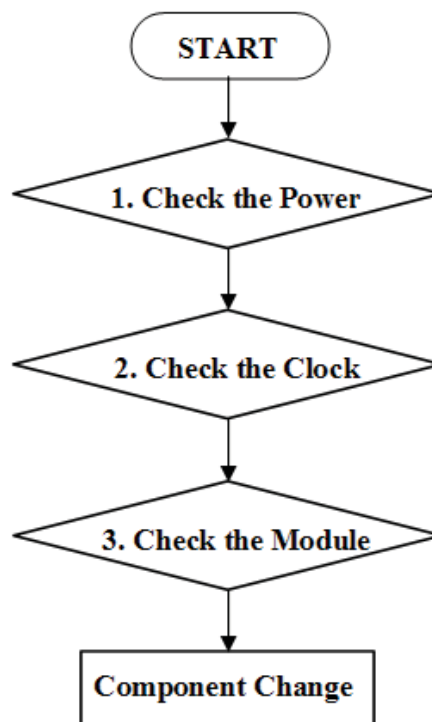 START
1. Check the Power
2. Check the Clock
3. Check the Module
Component Change